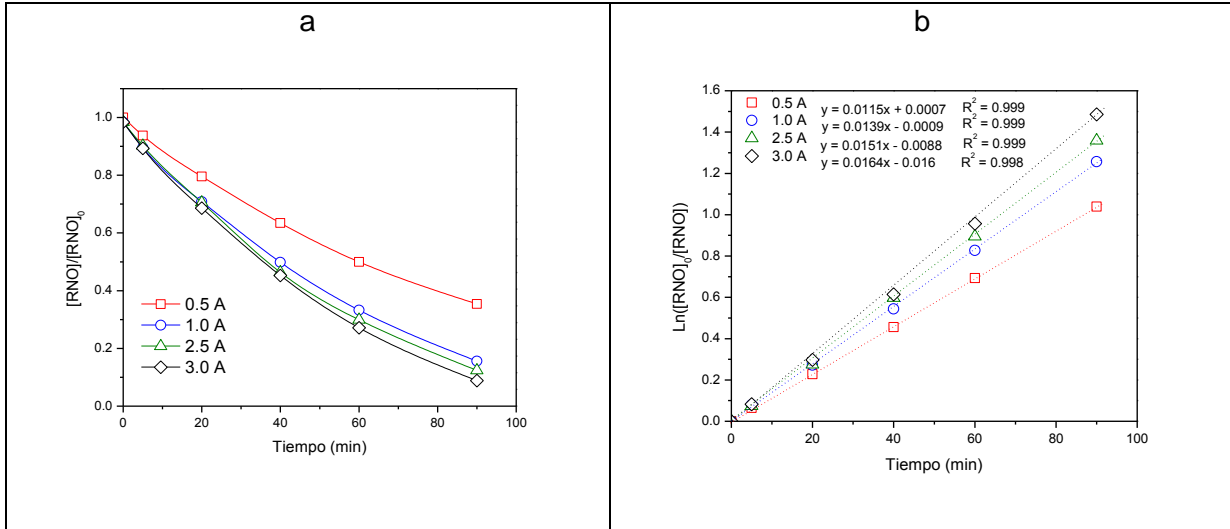 a
1.0
0.8
0.6
0.4
0.2
0.0
[RNO]/[RNO]₀
0.5 A
1.0 A
2.5 A
3.0 A
0 20 40 60 80 100
Tiempo (min)
b
1.6
1.4
1.2
1.0
0.8
0.6
0.4
0.2
0.0
Ln([RNO]₀/[RNO])
0.5 A y = 0.0115x + 0.0007 R² = 0.999
1.0 A y = 0.0139x - 0.0009 R² = 0.999
2.5 A y = 0.0151x - 0.0088 R² = 0.999
3.0 A y = 0.0164x - 0.016 R² = 0.998
0 20 40 60 80 100
Tiempo (min)